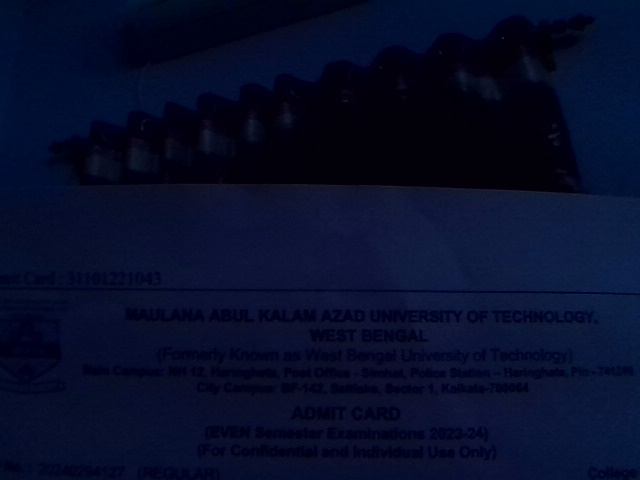 Card : 31101221043
MAULANA ABUL KALAM AZAD UNIVERSITY OF TECHNOLOGY,
WEST BENGAL
(Formerly Known as West Bengal University of Technology)
Main Campus: NH 12, Haringhata, Post Office - Simhat, Police Station - Haringhata, Pin - 741249
City Campus: BF-142, Saltlake, Sector 1, Kolkata-700064
ADMIT CARD
(EVEN Semester Examinations 2023-24)
(For Confidential and Individual Use Only)
No.: (REGULAR) College